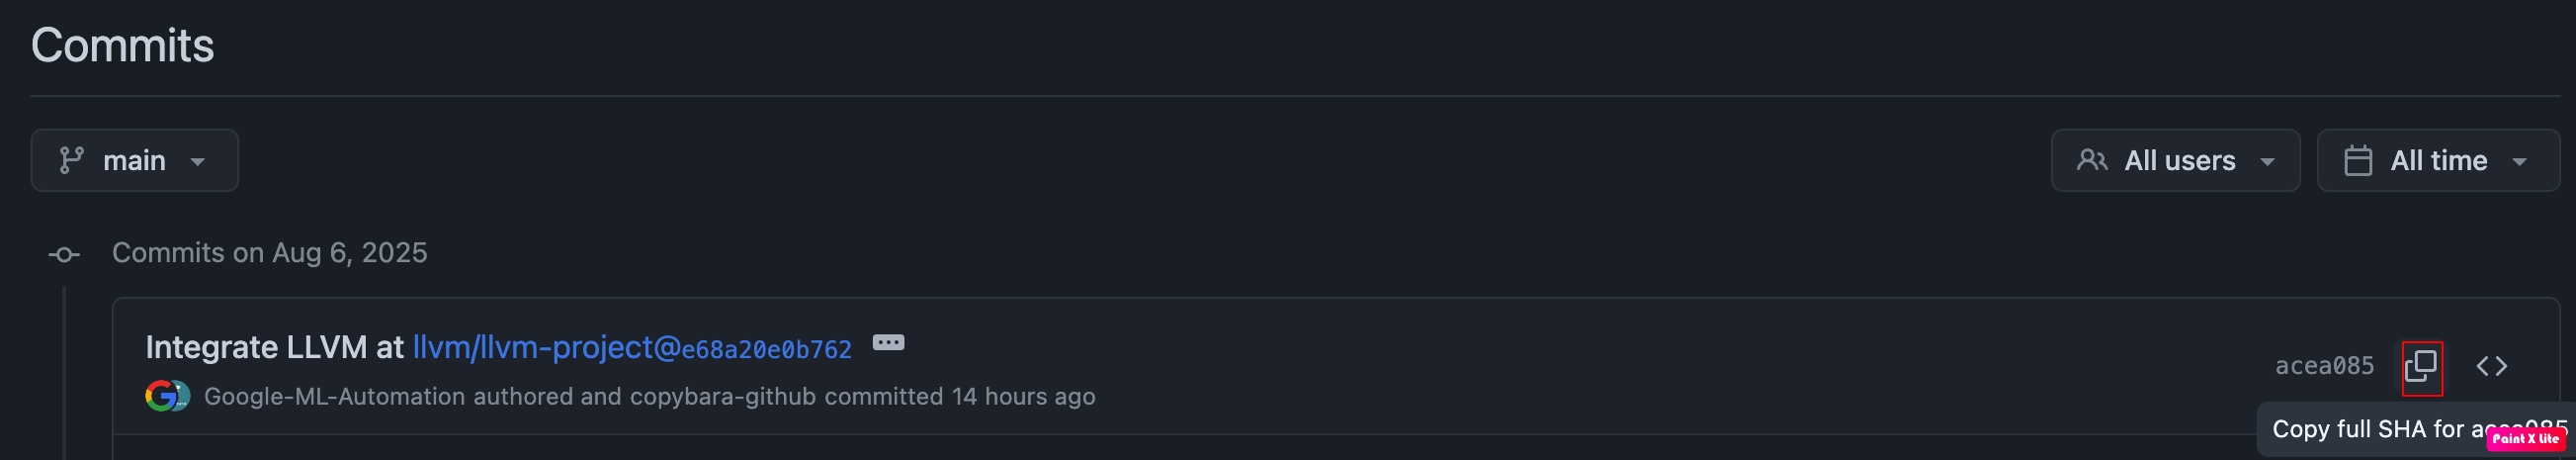 Commits
main
All users
All time
Commits on Aug 6, 2025
Integrate LLVM at llvm/llvm-project@e68a20e0b762
acea085
Google-ML-Automation authored and copybara-github committed 14 hours ago
Copy full SHA for acea085
Paint X Lite